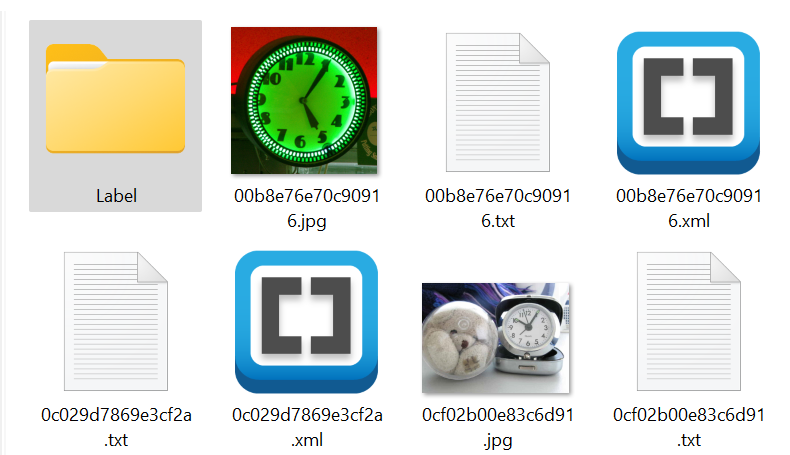 Label
00b8e76e70c9091
6.jpg
00b8e76e70c9091
6.txt
00b8e76e70c9091
6.xml
0c029d7869e3cf2a
.txt
0c029d7869e3cf2a
.xml
0cf02b00e83c6d91
.jpg
0cf02b00e83c6d91
.txt